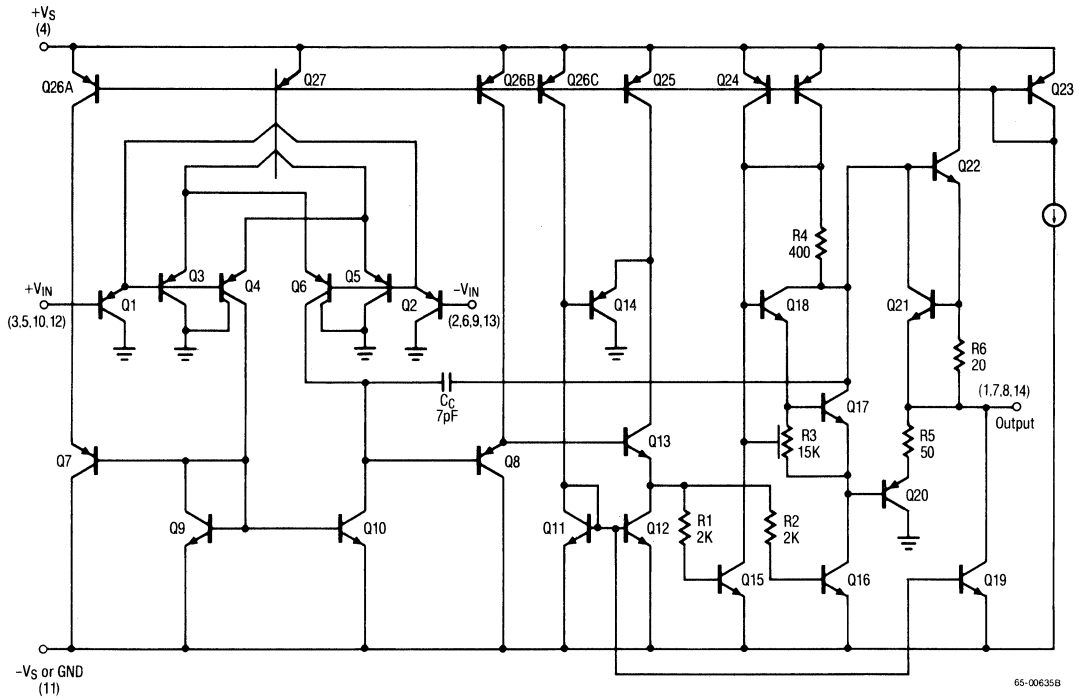 +VS
(4)
Q26A
Q27
Q26B
Q26C
Q25
Q24
Q23
Q22
R4
400
Q3
Q4
Q6
Q5
+VIN
(3,5,10,12)
Q1
Q2
–VIN
(2,6,9,13)
Q14
Q18
Q21
R6
20
CC
7pF
Q17
(1,7,8,14)
Output
Q7
Q8
Q13
R3
15K
R5
50
Q20
Q9
Q10
Q11
Q12
R1
2K
R2
2K
Q15
Q16
Q19
–VS or GND
(11)
65-00635B